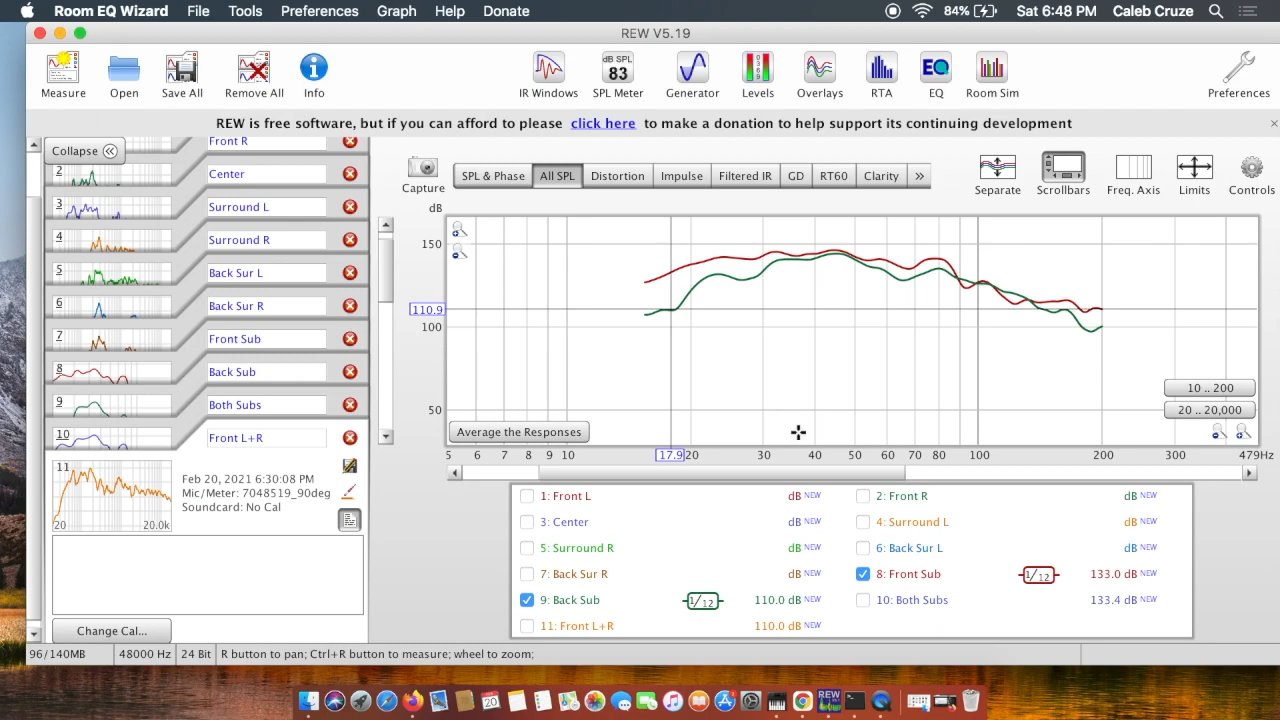 Room EQ Wizard File Tools Preferences Graph Help Donate 84% Sat 6:48 PM Caleb Cruze
REW V5.19
dB SPL
83
Measure Open Save All Remove All Info IR Windows SPL Meter Generator Levels Overlays RTA EQ Room Sim Preferences
REW is free software, but if you can afford to please click here to make a donation to help support its continuing development
Collapse
Front R
2 Center
3 Surround L
4 Surround R
5 Back Sur L
6 Back Sur R
7 Front Sub
8 Back Sub
9 Both Subs
10 Front L+R
11
20 20.0k
Feb 20, 2021 6:30:08 PM
Mic/Meter: 7048519_90deg
Soundcard: No Cal
Change Cal...
Capture
SPL & Phase All SPL Distortion Impulse Filtered IR GD RT60 Clarity »
Separate Scrollbars Freq. Axis Limits Controls
dB
150
110.9
100
50
10 .. 200
20 .. 20,000
Average the Responses
5 6 7 8 9 10 17.9 20 30 40 50 60 70 80 100 200 300 479Hz
1: Front L dB NEW 2: Front R dB NEW
3: Center dB NEW 4: Surround L dB NEW
5: Surround R dB NEW 6: Back Sur L dB NEW
7: Back Sur R dB NEW 8: Front Sub 1/12 133.0 dB NEW
9: Back Sub 1/12 110.0 dB NEW 10: Both Subs 133.4 dB NEW
11: Front L+R 110.0 dB NEW
96/140MB 48000 Hz 24 Bit R button to pan; Ctrl+R button to measure; wheel to zoom;